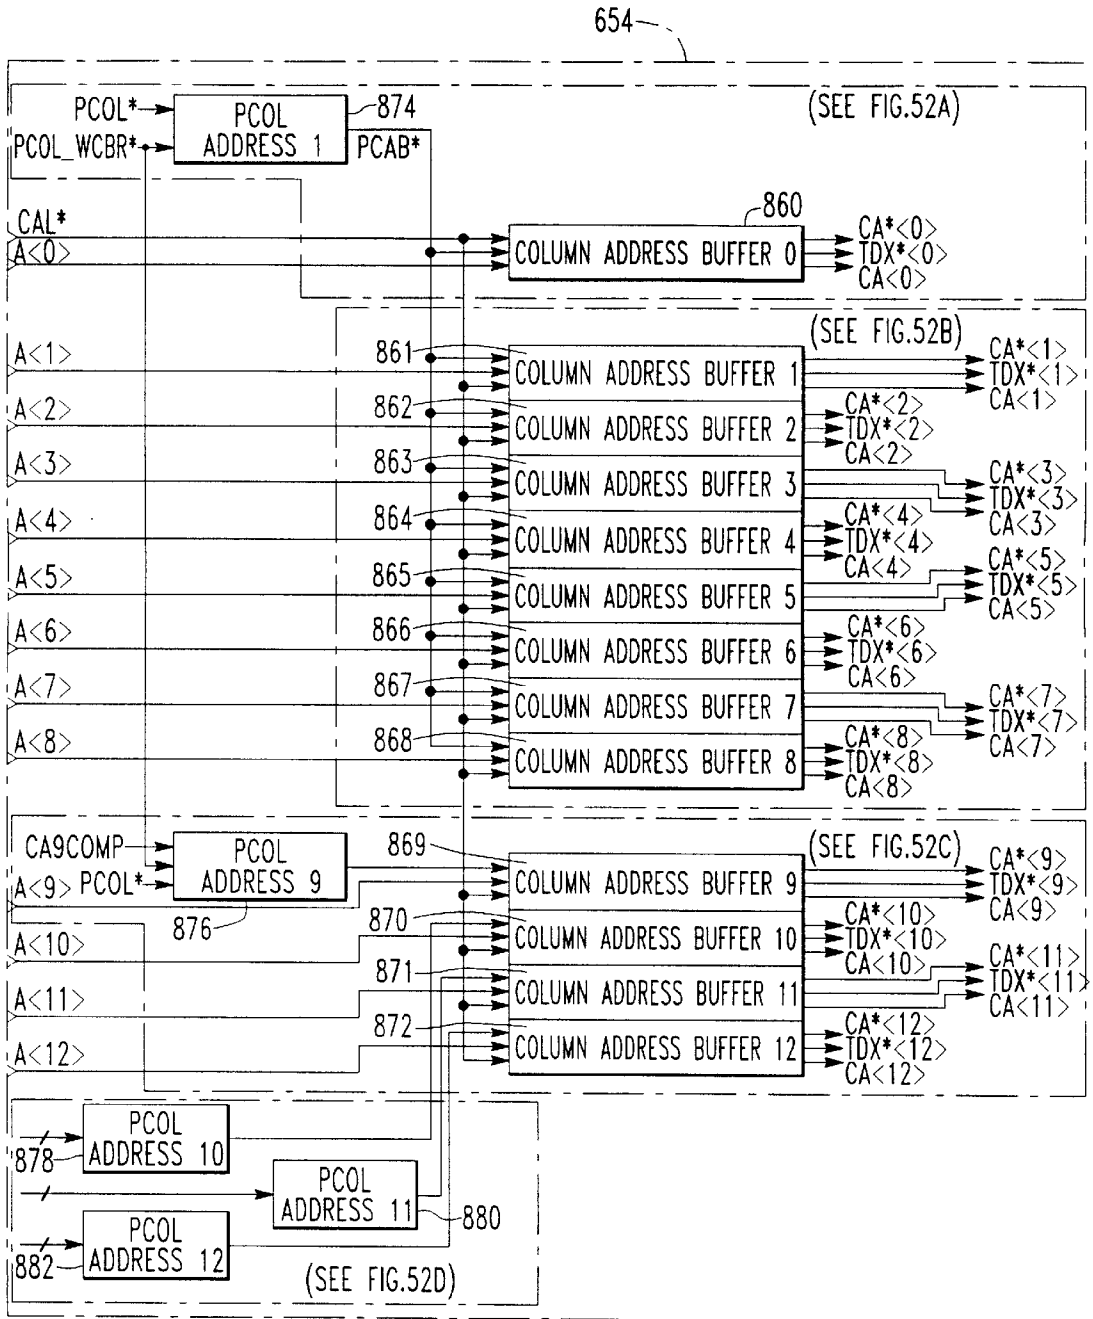 654
PCOL*
PCOL
ADDRESS 1
874
(SEE FIG.52A)
PCOL_WCBR*
PCAB*
CAL*
A<0>
860
COLUMN ADDRESS BUFFER 0
CA*<0>
TDX*<0>
CA<0>
(SEE FIG.52B)
A<1>
861
COLUMN ADDRESS BUFFER 1
CA*<1>
TDX*<1>
CA<1>
A<2>
862
COLUMN ADDRESS BUFFER 2
CA*<2>
TDX*<2>
CA<2>
A<3>
863
COLUMN ADDRESS BUFFER 3
CA*<3>
TDX*<3>
CA<3>
A<4>
864
COLUMN ADDRESS BUFFER 4
CA*<4>
TDX*<4>
CA<4>
A<5>
865
COLUMN ADDRESS BUFFER 5
CA*<5>
TDX*<5>
CA<5>
A<6>
866
COLUMN ADDRESS BUFFER 6
CA*<6>
TDX*<6>
CA<6>
A<7>
867
COLUMN ADDRESS BUFFER 7
CA*<7>
TDX*<7>
CA<7>
A<8>
868
COLUMN ADDRESS BUFFER 8
CA*<8>
TDX*<8>
CA<8>
CA9COMP
PCOL*
PCOL
ADDRESS 9
876
(SEE FIG.52C)
A<9>
869
COLUMN ADDRESS BUFFER 9
CA*<9>
TDX*<9>
CA<9>
A<10>
870
COLUMN ADDRESS BUFFER 10
CA*<10>
TDX*<10>
CA<10>
A<11>
871
COLUMN ADDRESS BUFFER 11
CA*<11>
TDX*<11>
CA<11>
A<12>
872
COLUMN ADDRESS BUFFER 12
CA*<12>
TDX*<12>
CA<12>
878
PCOL
ADDRESS 10
PCOL
ADDRESS 11
880
882
PCOL
ADDRESS 12
(SEE FIG.52D)